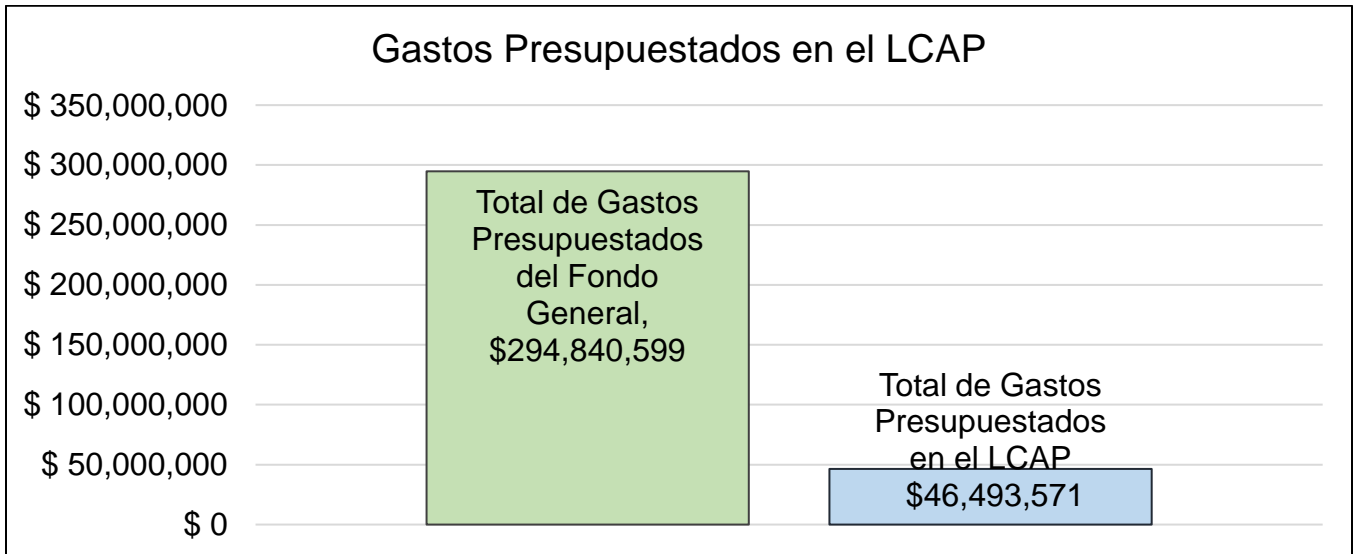 Gastos Presupuestados en el LCAP
$ 350,000,000
$ 300,000,000
$ 250,000,000
$ 200,000,000
$ 150,000,000
$ 100,000,000
$ 50,000,000
$ 0
Total de Gastos
Presupuestados
del Fondo
General,
$294,840,599
Total de Gastos
Presupuestados
en el LCAP
$46,493,571